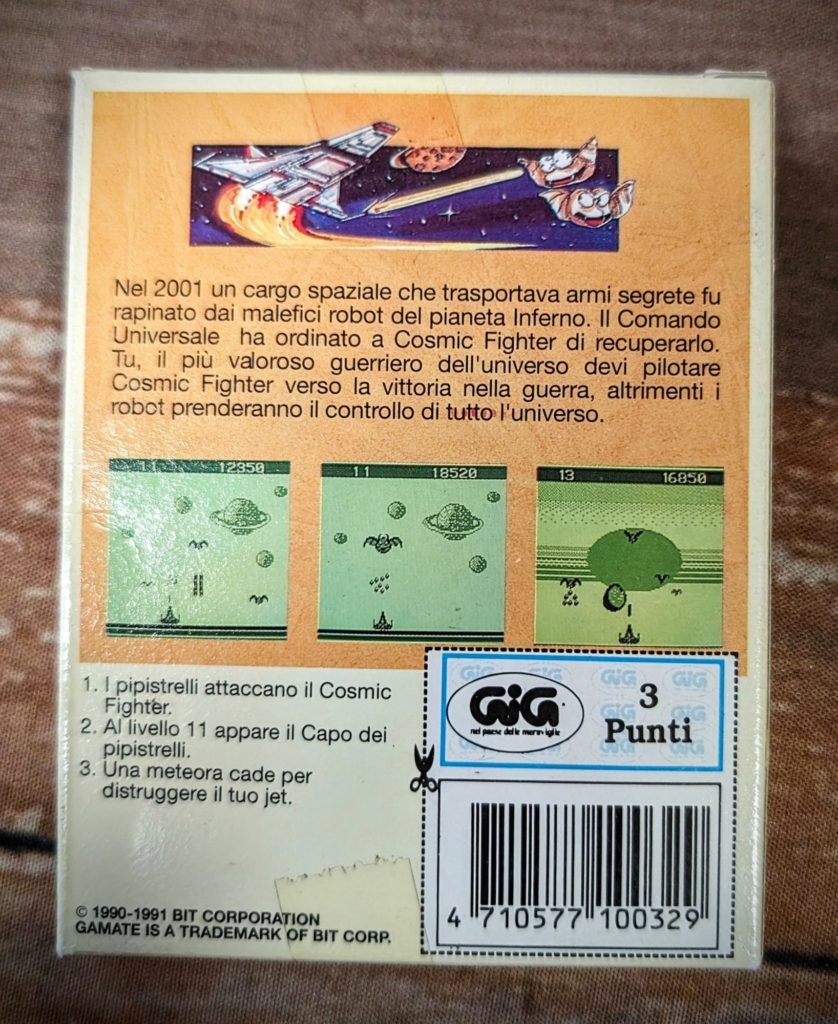 Nel 2001 un cargo spaziale che trasportava armi segrete fu
rapinato dai malefici robot del pianeta Inferno. Il Comando
Universale ha ordinato a Cosmic Fighter di recuperarlo.
Tu, il più valoroso guerriero dell'universo devi pilotare
Cosmic Fighter verso la vittoria nella guerra, altrimenti i
robot prenderanno il controllo di tutto l'universo.
11 12350
11 18520
13 16850
1. I pipistrelli attaccano il Cosmic
Fighter.
2. Al livello 11 appare il Capo dei
pipistrelli.
3. Una meteora cade per
distruggere il tuo jet.
GiG GiG GiG GiG
GiG
nel paese delle meraviglie
3
Punti
4 710577 100329
© 1990-1991 BIT CORPORATION
GAMATE IS A TRADEMARK OF BIT CORP.